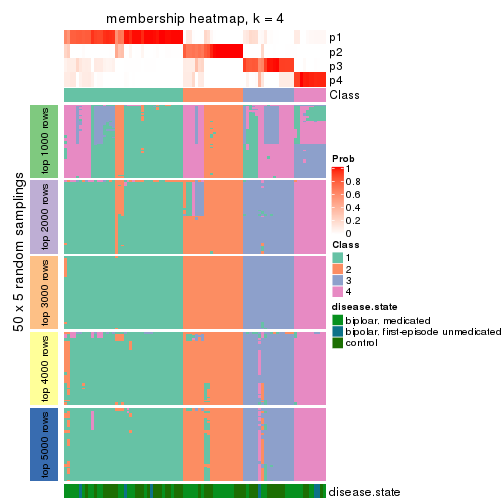 membership heatmap, k = 4
p1
p2
p3
p4
Class
50 x 5 random samplings
top 1000 rows
top 2000 rows
top 3000 rows
top 4000 rows
top 5000 rows
Prob
1
0.8
0.6
0.4
0.2
0
Class
1
2
3
4
disease.state
biploar. medicated
bipolar. first-episode unmedicated
control
disease.state